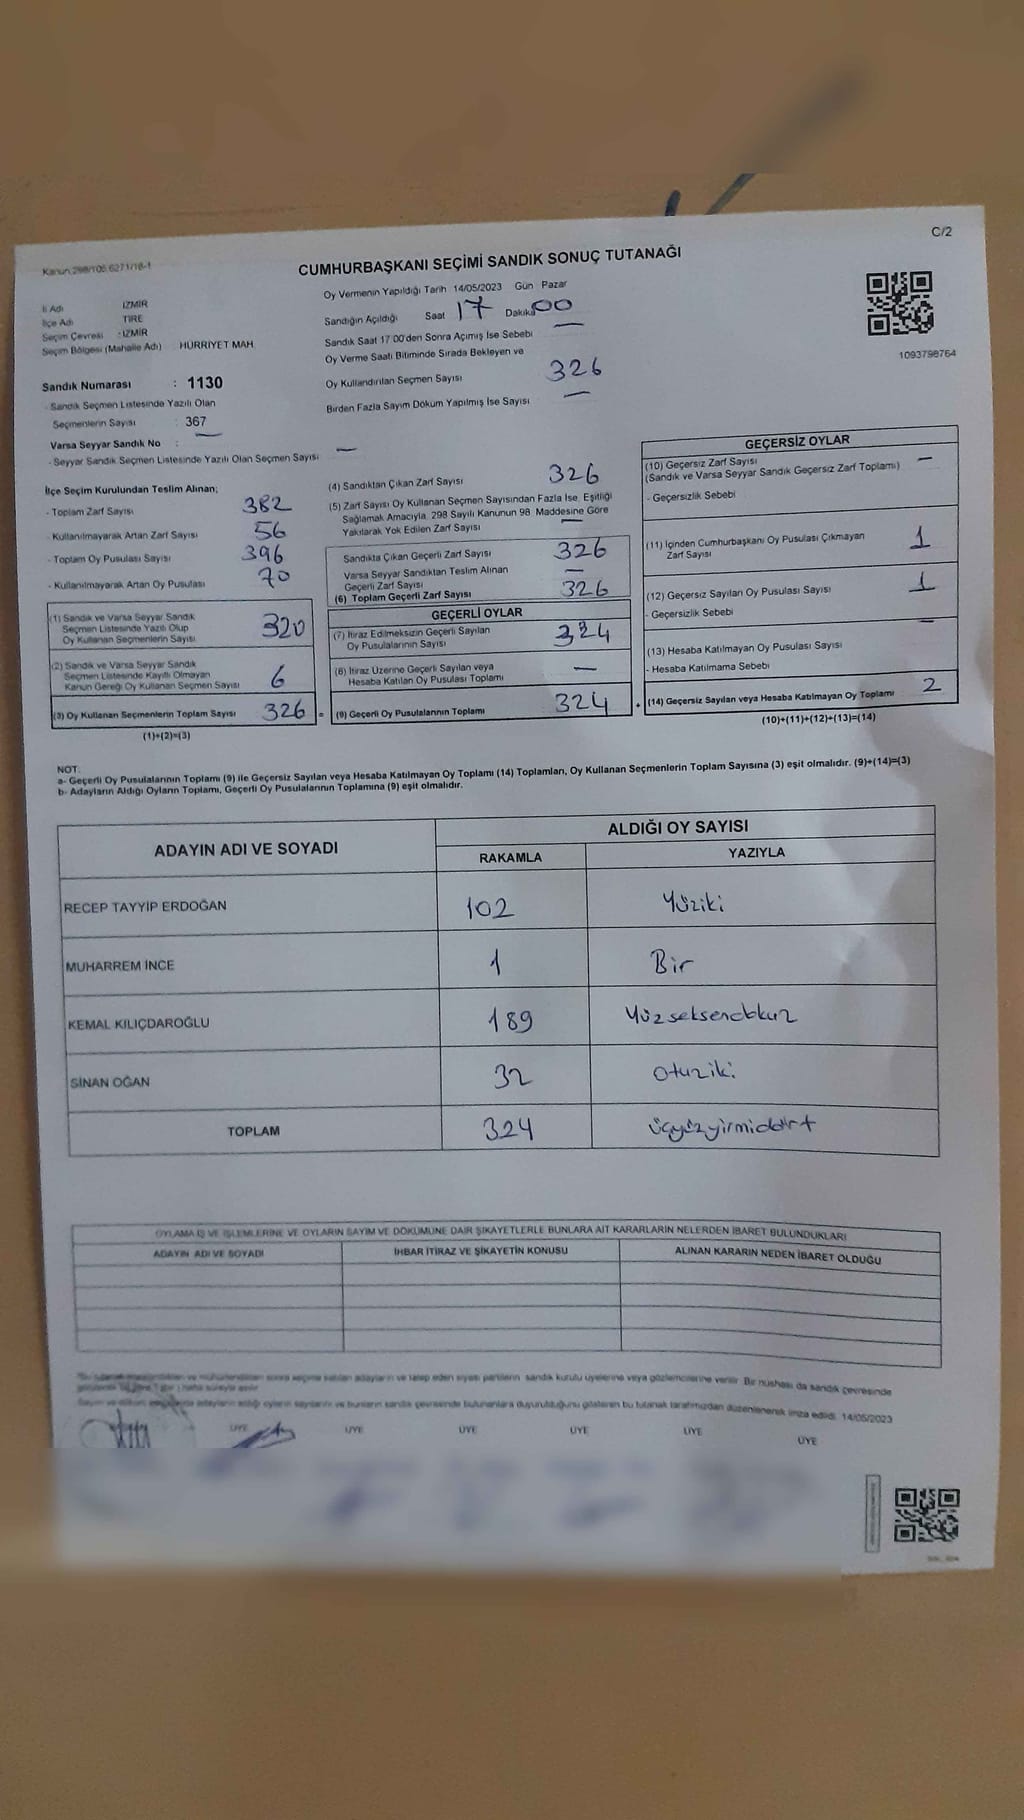 C/2
Kanun:298/105,6271/18-1
CUMHURBAŞKANI SEÇİMİ SANDIK SONUÇ TUTANAĞI
İl Adı İZMİR
İlçe Adı TİRE
Seçim Çevresi : İZMİR
Seçim Bölgesi (Mahalle Adı) HÜRRİYET MAH.
Sandık Numarası : 1130
- Sandık Seçmen Listesinde Yazılı Olan
Seçmenlerin Sayısı : 367
Varsa Seyyar Sandık No : —
- Seyyar Sandık Seçmen Listesinde Yazılı Olan Seçmen Sayısı —
Oy Vermenin Yapıldığı Tarih 14/05/2023 Gün Pazar
Sandığın Açıldığı Saat 17 Dakika 00
Sandık Saat 17:00'den Sonra Açımış İse Sebebi —
Oy Verme Saati Bitiminde Sırada Bekleyen ve
Oy Kullandırılan Seçmen Sayısı 326
Birden Fazla Sayım Döküm Yapılmış İse Sayısı —
1093798764
İlçe Seçim Kurulundan Teslim Alınan;
- Toplam Zarf Sayısı 382
- Kullanılmayarak Artan Zarf Sayısı 56
- Toplam Oy Pusulası Sayısı 396
- Kullanılmayarak Artan Oy Pusulası 70
(1) Sandık ve Varsa Seyyar Sandık
Seçmen Listesinde Yazılı Olup
Oy Kullanan Seçmenlerin Sayısı 320
(2) Sandık ve Varsa Seyyar Sandık
Seçmen Listesinde Kayıtlı Olmayan
Kanun Gereği Oy Kullanan Seçmen Sayısı 6
(3) Oy Kullanan Seçmenlerin Toplam Sayısı 326 =
(1)+(2)=(3)
(4) Sandıktan Çıkan Zarf Sayısı 326
(5) Zarf Sayısı Oy Kullanan Seçmen Sayısından Fazla İse, Eşitliği
Sağlamak Amacıyla, 298 Sayılı Kanunun 98. Maddesine Göre
Yakılarak Yok Edilen Zarf Sayısı —
Sandıkta Çıkan Geçerli Zarf Sayısı 326
Varsa Seyyar Sandıktan Teslim Alınan
Geçerli Zarf Sayısı —
(6) Toplam Geçerli Zarf Sayısı 326
GEÇERLİ OYLAR
(7) İtiraz Edilmeksizin Geçerli Sayılan
Oy Pusulalarının Sayısı 324
(8) İtiraz Üzerine Geçerli Sayılan veya
Hesaba Katılan Oy Pusulası Toplamı —
(9) Geçerli Oy Pusulalarının Toplamı 324 +
GEÇERSİZ OYLAR
(10) Geçersiz Zarf Sayısı —
(Sandık ve Varsa Seyyar Sandık Geçersiz Zarf Toplamı)
- Geçersizlik Sebebi
(11) İçinden Cumhurbaşkanı Oy Pusulası Çıkmayan
Zarf Sayısı 1
(12) Geçersiz Sayılan Oy Pusulası Sayısı 1
- Geçersizlik Sebebi
(13) Hesaba Katılmayan Oy Pusulası Sayısı —
- Hesaba Katılmama Sebebi
(14) Geçersiz Sayılan veya Hesaba Katılmayan Oy Toplamı 2
(10)+(11)+(12)+(13)=(14)
NOT:
a- Geçerli Oy Pusulalarının Toplamı (9) ile Geçersiz Sayılan veya Hesaba Katılmayan Oy Toplamı (14) Toplamları, Oy Kullanan Seçmenlerin Toplam Sayısına (3) eşit olmalıdır. (9)+(14)=(3)
b- Adayların Aldığı Oyların Toplamı, Geçerli Oy Pusulalarının Toplamına (9) eşit olmalıdır.
ADAYIN ADI VE SOYADI
ALDIĞI OY SAYISI
RAKAMLA YAZIYLA
RECEP TAYYİP ERDOĞAN 102 Yüziki
MUHARREM İNCE 1 Bir
KEMAL KILIÇDAROĞLU 189 Yüzseksendokuz
SİNAN OĞAN 32 otuziki
TOPLAM 324 üçyüzyirmidört
OYLAMA İŞ VE İŞLEMLERİNE VE OYLARIN SAYIM VE DÖKÜMÜNE DAİR ŞİKAYETLERLE BUNLARA AİT KARARLARIN NELERDEN İBARET BULUNDUKLARI
ADAYIN ADI VE SOYADI İHBAR İTİRAZ VE ŞİKAYETİN KONUSU ALINAN KARARIN NEDEN İBARET OLDUĞU
sonra seçime katılan adayların ve talep eden siyasi partilerin sandık kurulu üyelerine veya gözlemcilerine verilir. Bir nüshası da sandık çevresinde
adayların aldığı oyların sayılarını ve bunların sandık çevresinde bulunanlara duyurulduğunu gösteren bu tutanak tarafımızdan düzenlenerek imza edildi. 14/05/2023
ÜYE ÜYE ÜYE ÜYE ÜYE ÜYE